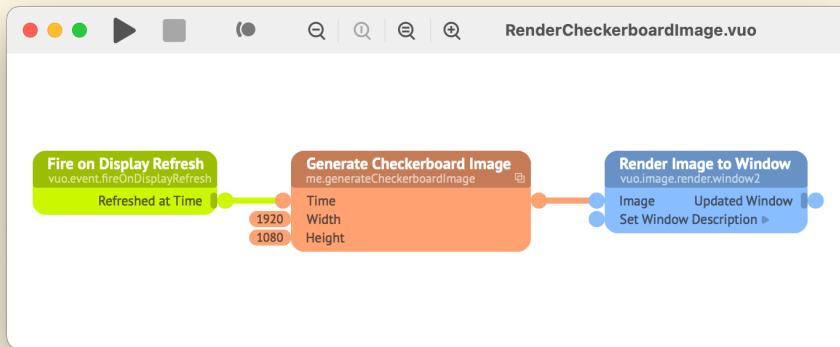 RenderCheckerboardImage.vuo
Fire on Display Refresh
vuo.event.fireOnDisplayRefresh
Refreshed at Time
Generate Checkerboard Image
me.generateCheckerboardImage
Time
1920 Width
1080 Height
Render Image to Window
vuo.image.render.window2
Image Updated Window
Set Window Description